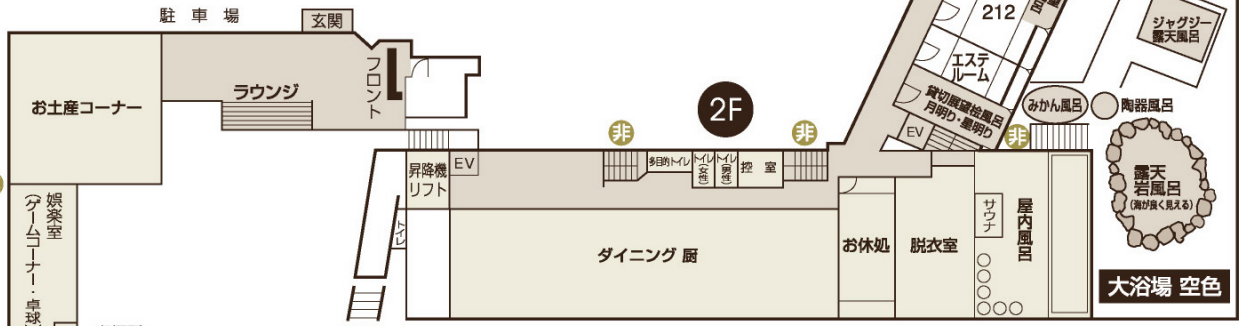 駐車場
玄関
お土産コーナー
ラウンジ
フロント
212
エステ
ルーム
貸切展望桧風呂
月明り・星明り
EV
ジャグジー
露天風呂
みかん風呂
陶器風呂
2F
非
非
非
昇降機
リフト
EV
多目的トイレ
トイレ
(女性)
トイレ
(男性)
控室
娯楽室
(ゲームコーナー・卓球
トイレ
ダイニング 厨
お休処
脱衣室
サウナ
屋内風呂
露天
岩風呂
(海が良く見える)
大浴場 空色